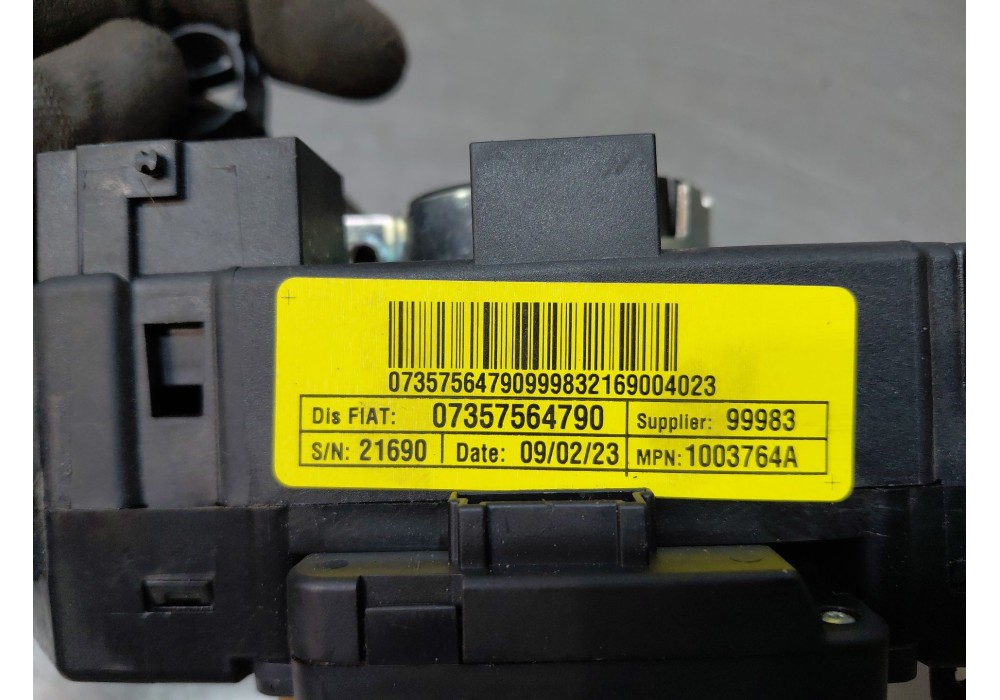 07357564790999832169004023
Dis FIAT: 07357564790 Supplier: 99983
S/N: 21690 Date: 09/02/23 MPN: 1003764A